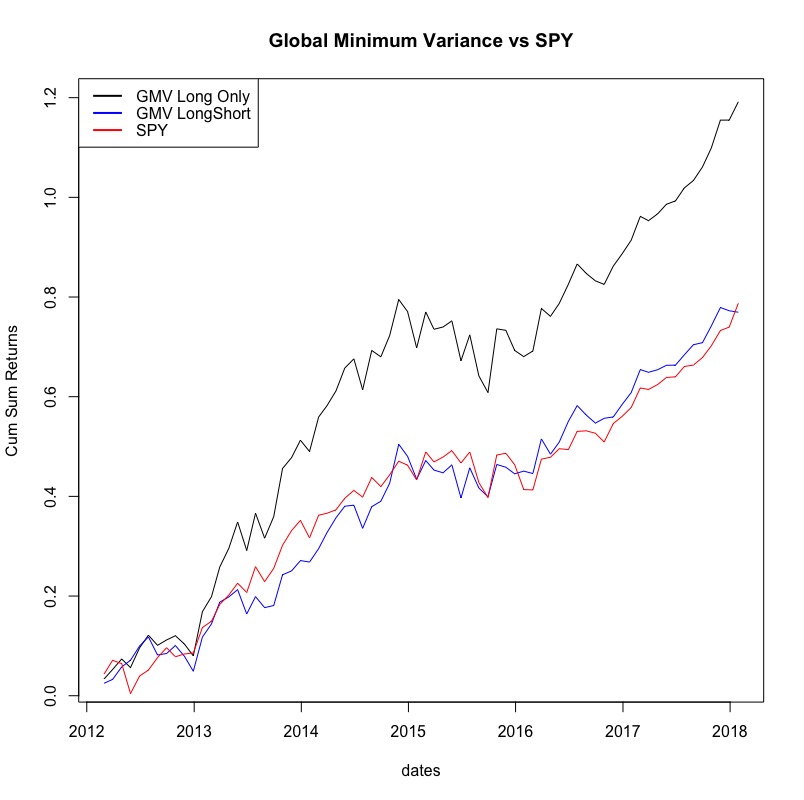 Global Minimum Variance vs SPY
GMV Long Only
GMV LongShort
SPY
Cum Sum Returns
1.2
1.0
0.8
0.6
0.4
0.2
0.0
2012 2013 2014 2015 2016 2017 2018
dates